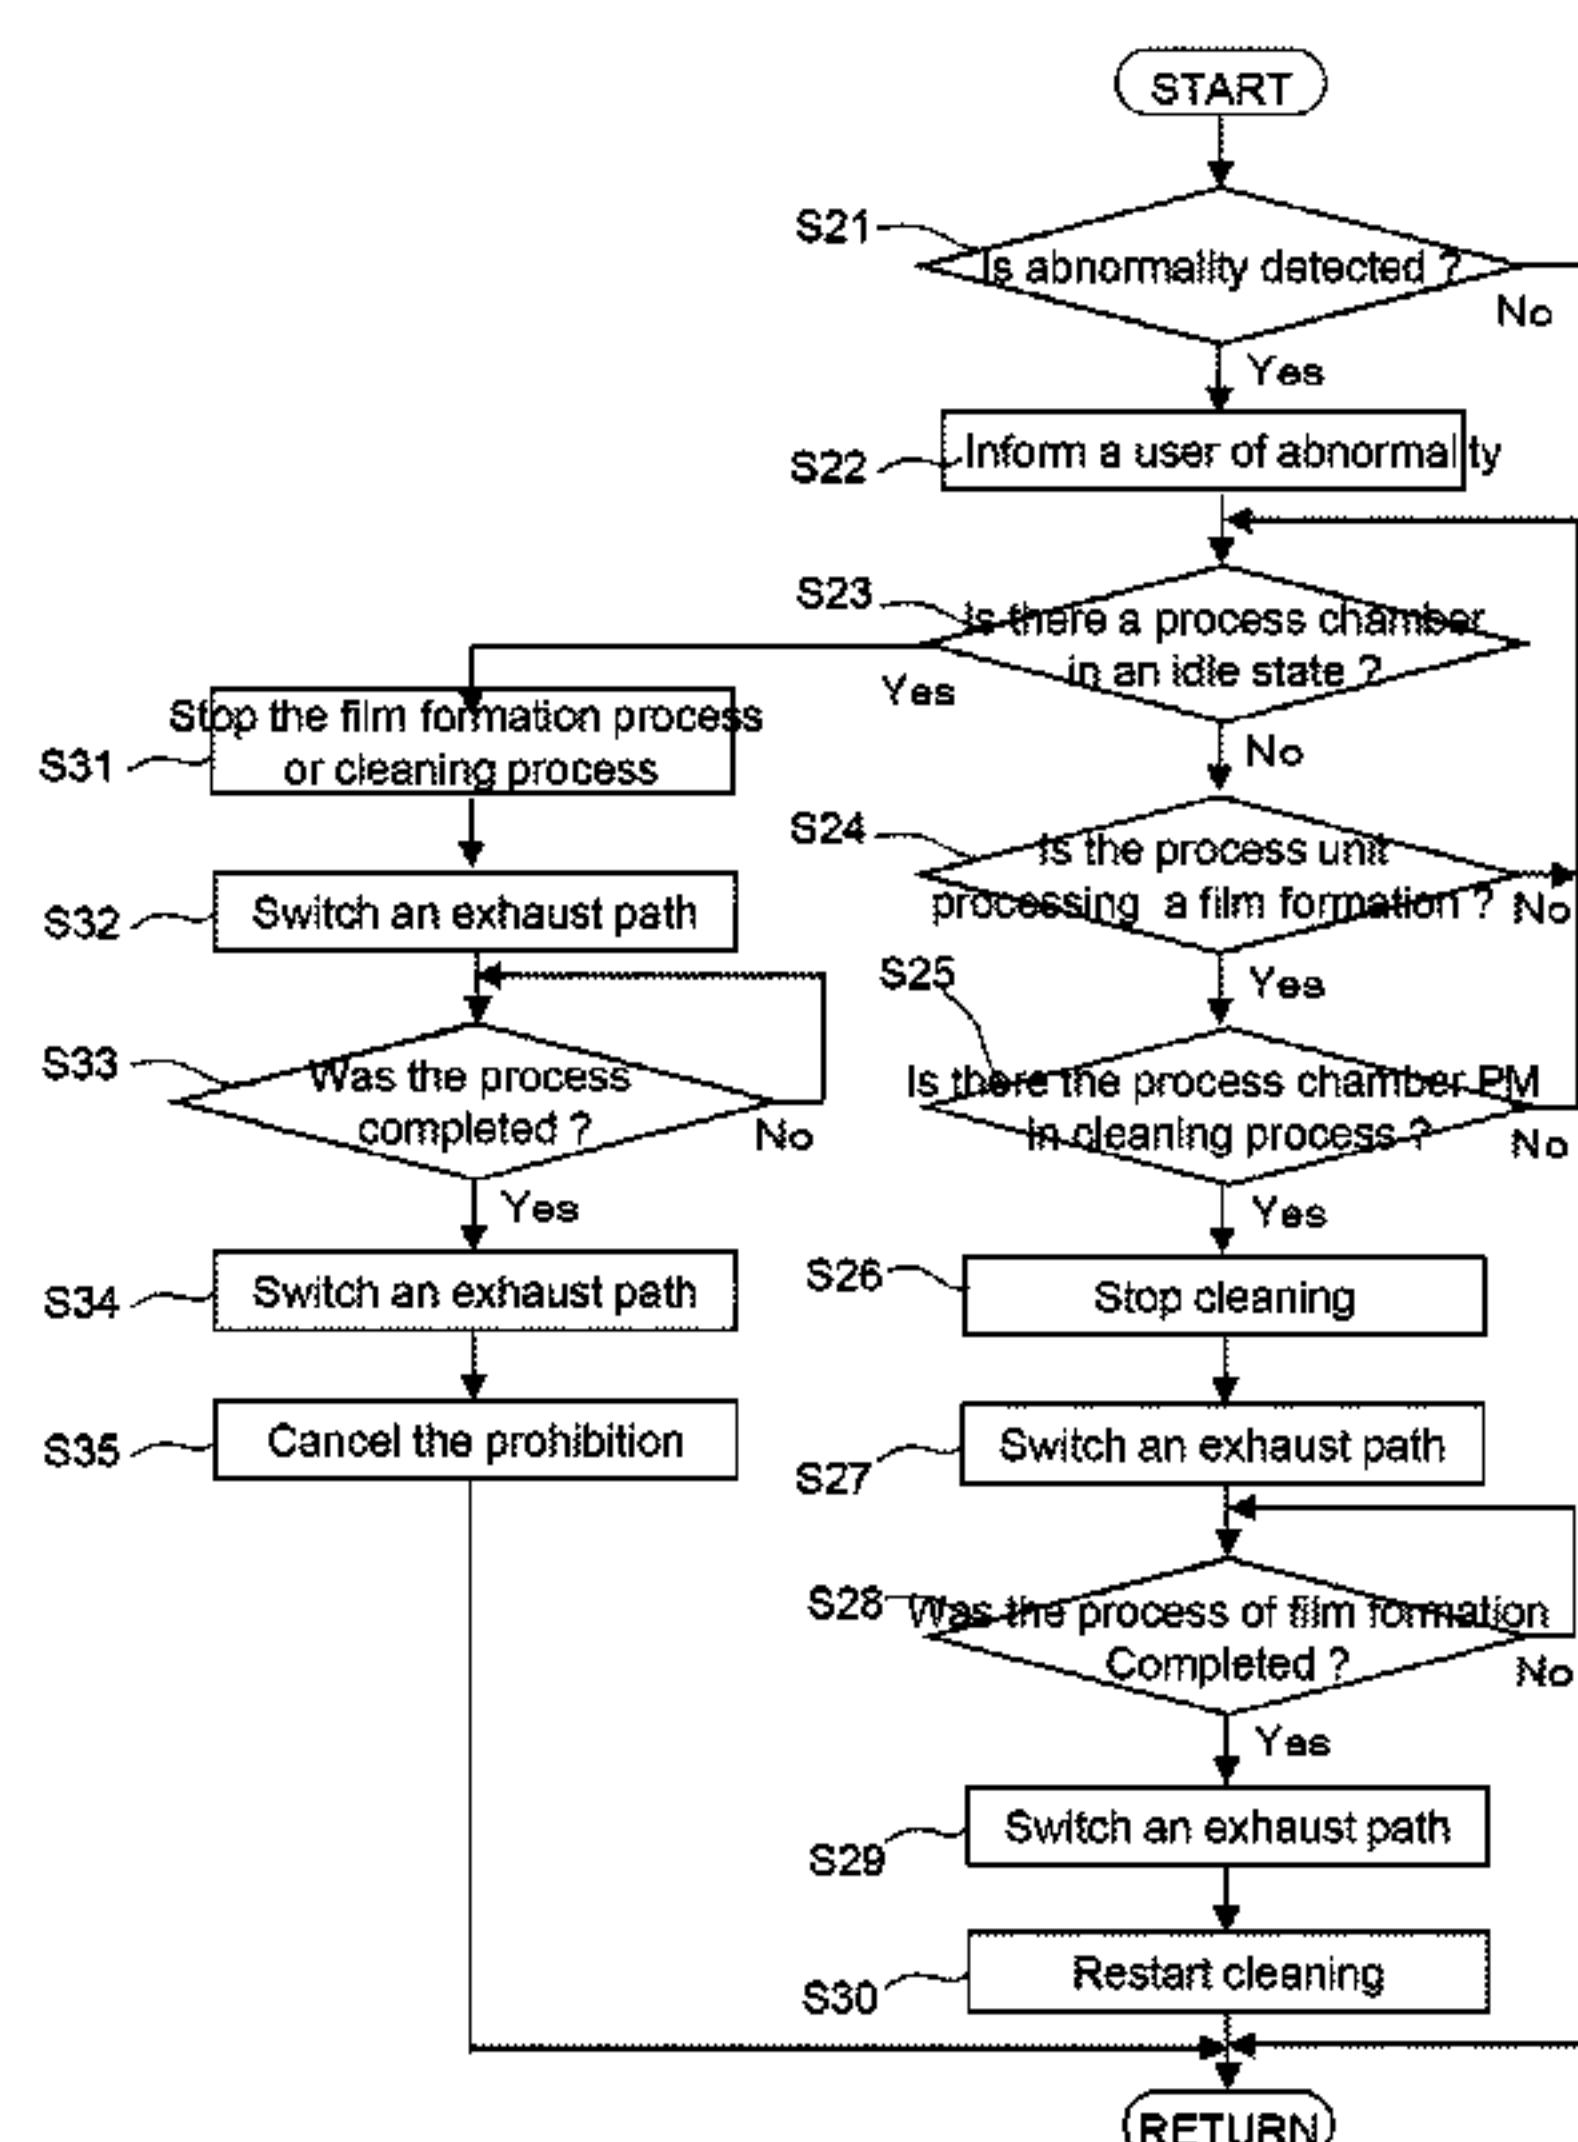 START
S21
Is abnormality detected ?
No
Yes
S22
Inform a user of abnormality
S23
Is there a process chamber
in an idle state ?
Yes
No
S31
Stop the film formation process
or cleaning process
S24
Is the process unit
processing a film formation ?
No
Yes
S32
Switch an exhaust path
S25
Is there the process chamber PM
in cleaning process ?
No
Yes
S33
Was the process
completed ?
No
Yes
S26
Stop cleaning
S34
Switch an exhaust path
S27
Switch an exhaust path
S35
Cancel the prohibition
S28
Was the process of film formation
Completed ?
No
Yes
S29
Switch an exhaust path
S30
Restart cleaning
RETURN